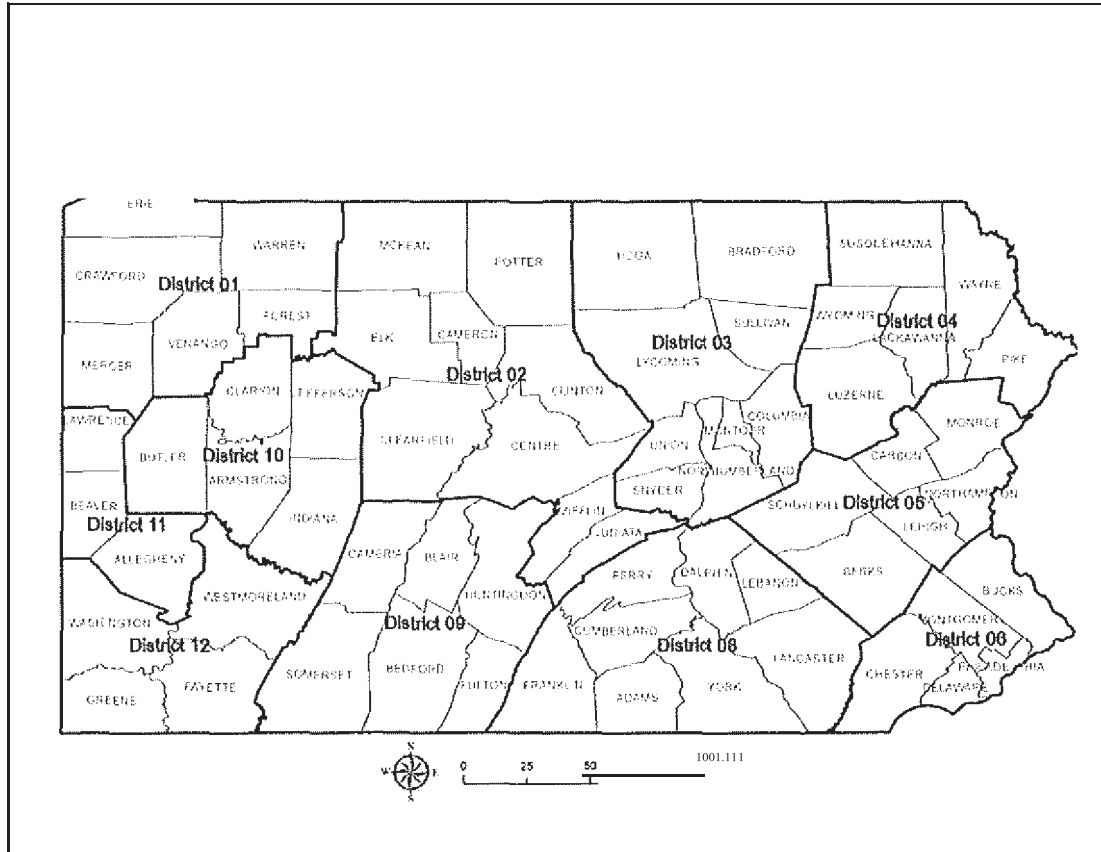 ERIE
WARREN
MCKEAN
POTTER
TIOGA
BRADFORD
SUSQUEHANNA
WAYNE
CRAWFORD
District 01
FOREST
ELK
CAMERON
SULLIVAN
WYOMING
District 04
LACKAWANNA
PIKE
MERCER
VENANGO
District 03
LYCOMING
District 02
CLINTON
CLARION
JEFFERSON
LUZERNE
LAWRENCE
BUTLER
CLEARFIELD
CENTRE
UNION
MONTOUR
COLUMBIA
MONROE
CARBON
District 10
ARMSTRONG
NORTHUMBERLAND
SNYDER
BEAVER
District 11
INDIANA
MIFFLIN
JUNIATA
SCHUYLKILL
District 05
NORTHAMPTON
LEHIGH
ALLEGHENY
CAMBRIA
BLAIR
PERRY
DAUPHIN
LEBANON
BERKS
BUCKS
WESTMORELAND
HUNTINGDON
WASHINGTON
District 12
District 09
CUMBERLAND
District 08
LANCASTER
MONTGOMERY
District 06
PHILADELPHIA
GREENE
FAYETTE
SOMERSET
BEDFORD
FULTON
FRANKLIN
ADAMS
YORK
CHESTER
DELAWARE
N
W E
S
0 25 50
1001.111